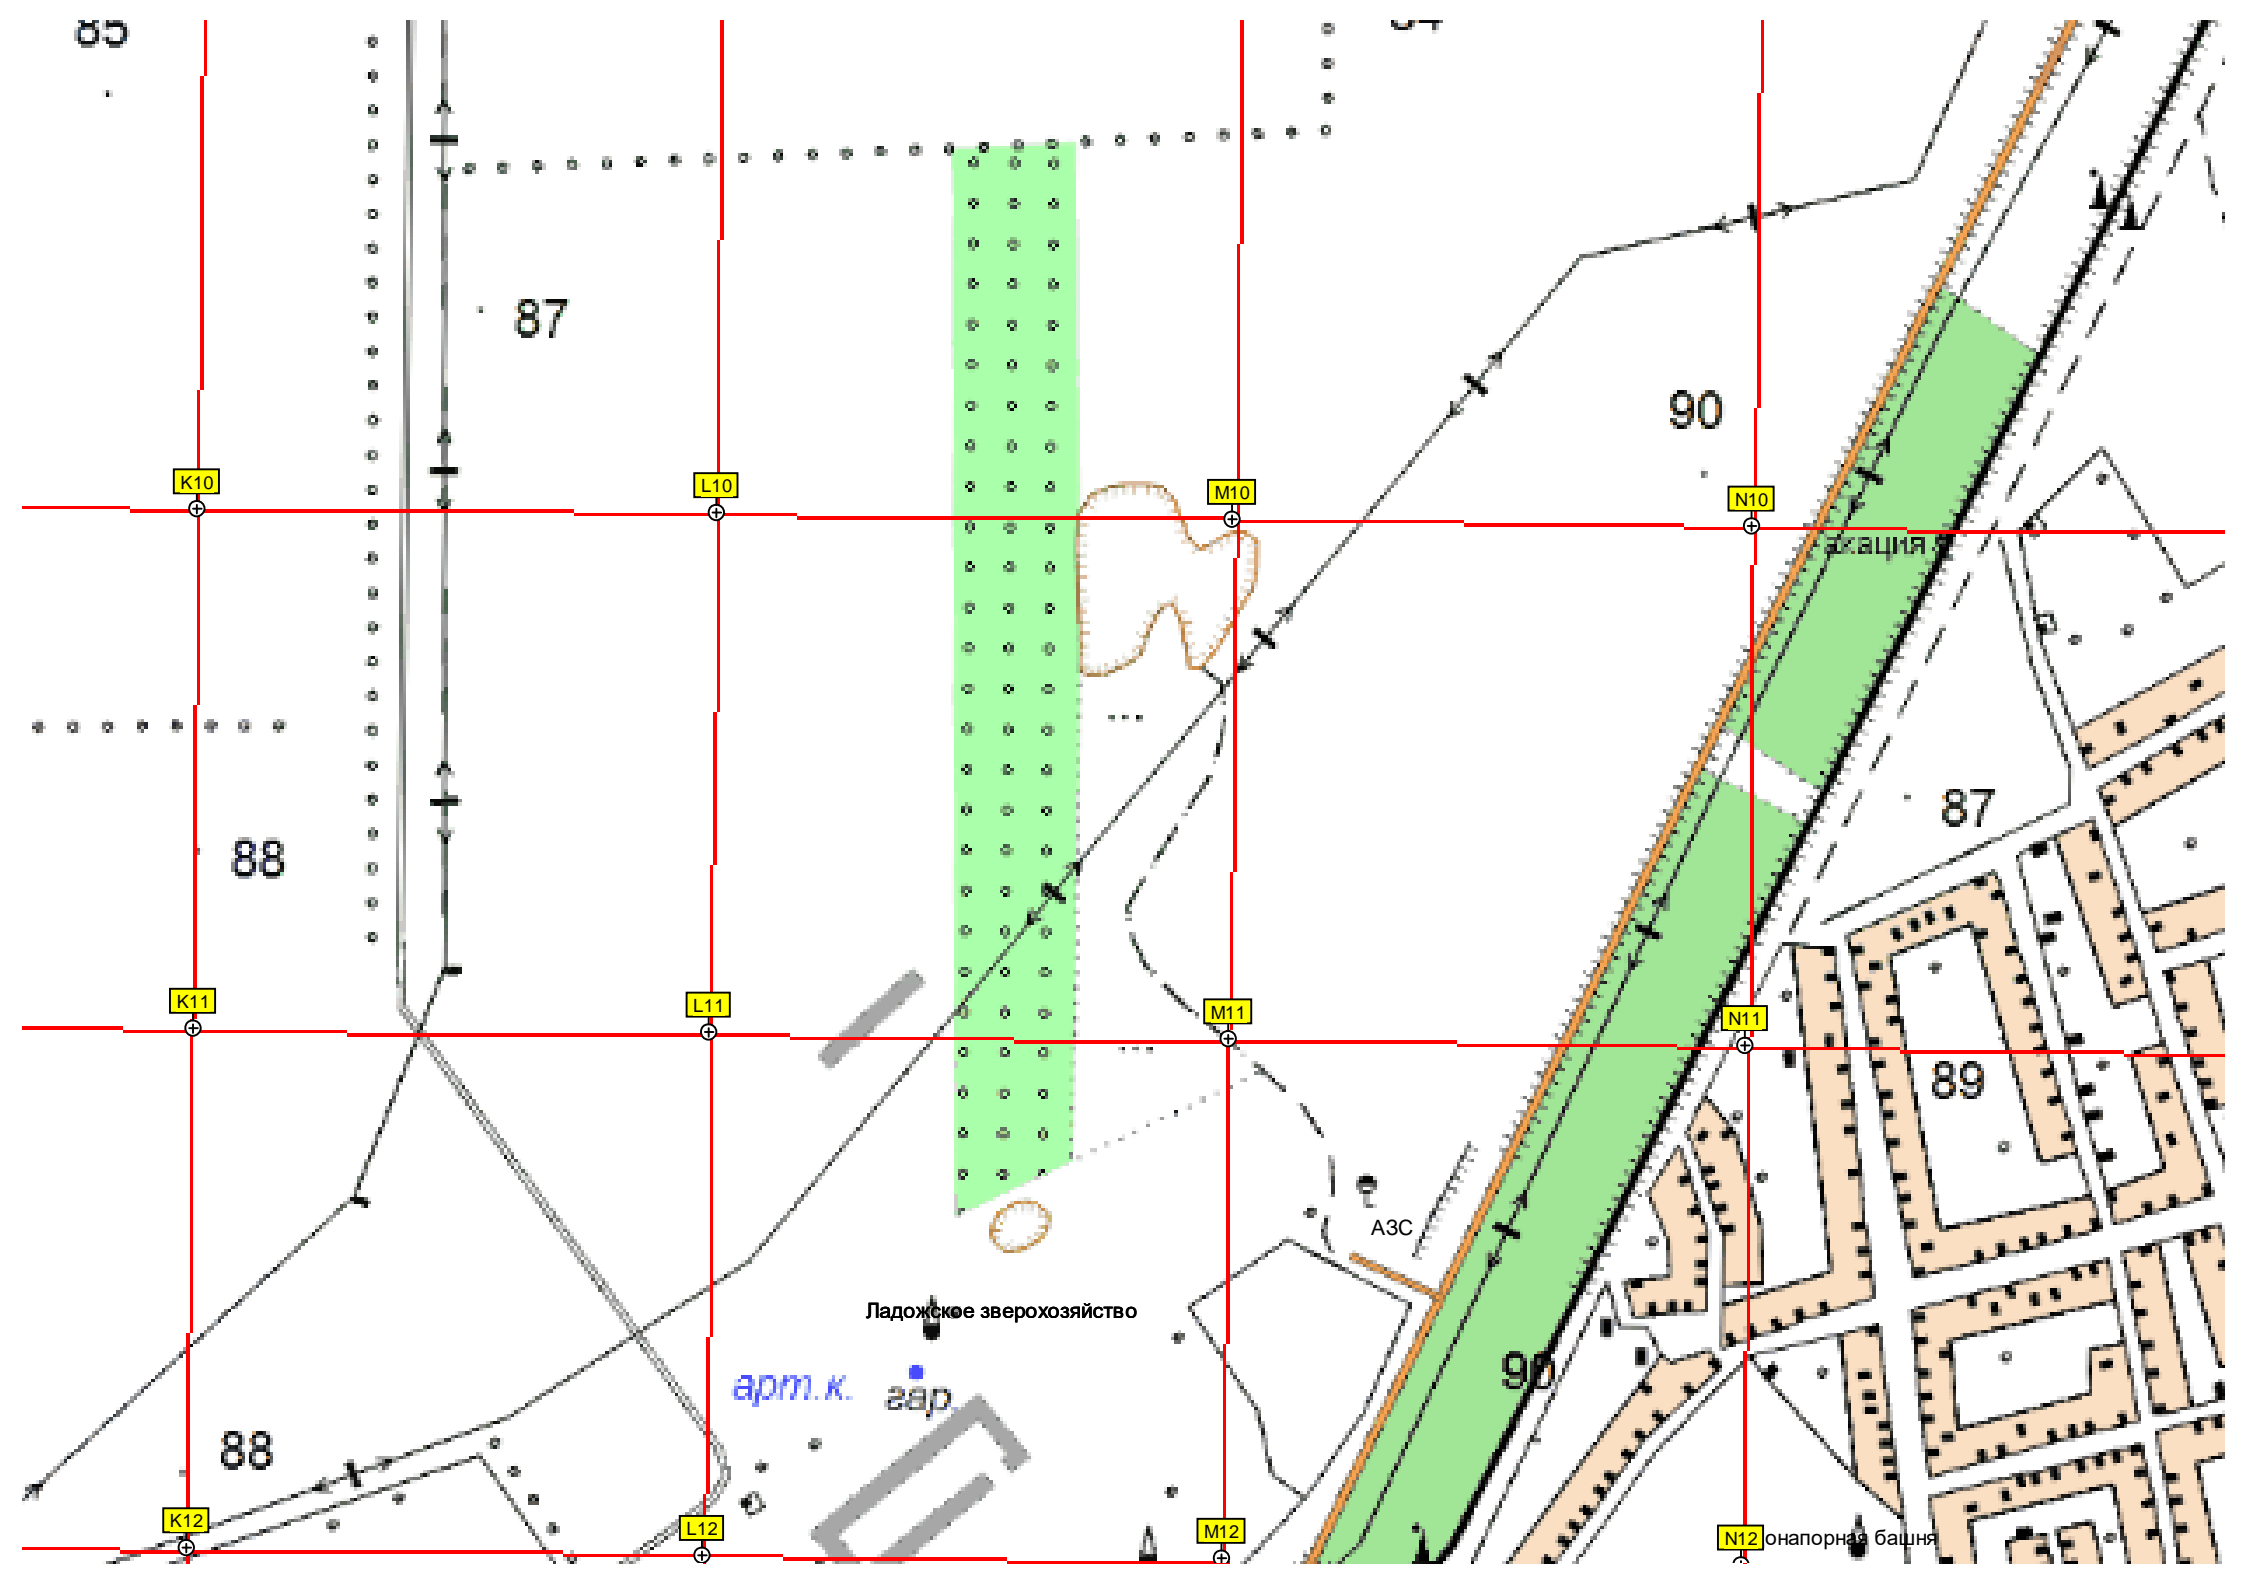 85
87
90
K10
L10
M10
N10
акация
87
88
K11
L11
M11
N11
89
АЗС
Ладожское зверохозяйство
арт.к.
гар.
90
88
K12
L12
M12
N12
онапорная башня